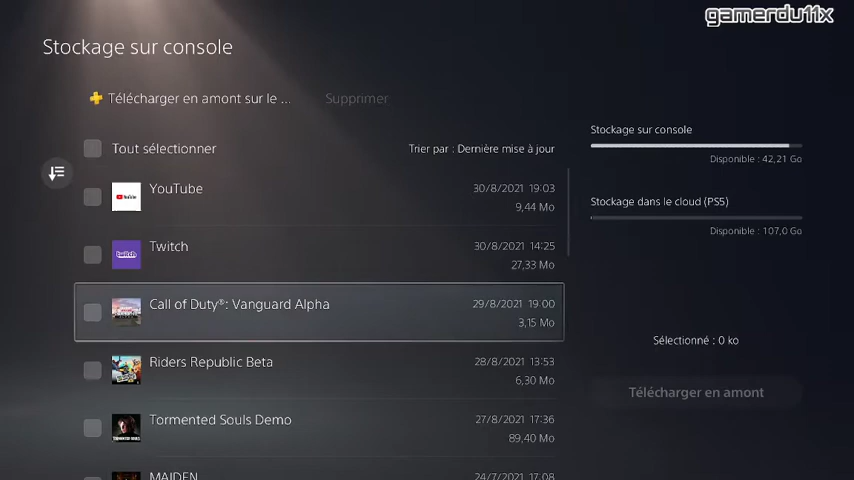 gamerdu11x
Stockage sur console
Télécharger en amont sur le ...
Supprimer
Tout sélectionner
Trier par : Dernière mise à jour
YouTube
30/8/2021 19:03
9,44 Mo
YouTube
Twitch
30/8/2021 14:25
27,33 Mo
twitch
Call of Duty®: Vanguard Alpha
29/8/2021 19:00
3,15 Mo
Riders Republic Beta
28/8/2021 13:53
6,30 Mo
Tormented Souls Demo
27/8/2021 17:36
89,40 Mo
TORMENTED SOULS
MAIDEN
24/7/2021 17:08
Stockage sur console
Disponible : 42,21 Go
Stockage dans le cloud (PS5)
Disponible : 107,0 Go
Sélectionné : 0 ko
Télécharger en amont